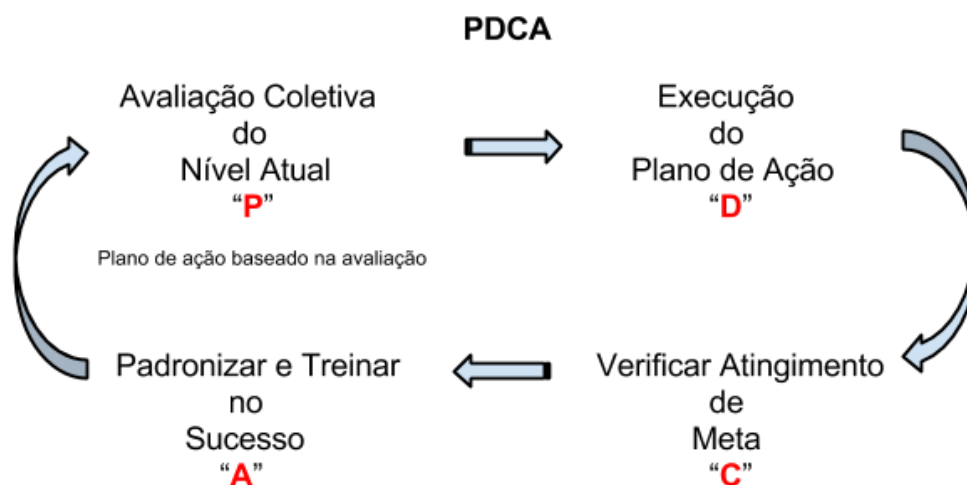 PDCA
Avaliação Coletiva
do
Nível Atual
“P”
Plano de ação baseado na avaliação
Execução
do
Plano de Ação
“D”
Verificar Atingimento
de
Meta
“C”
Padronizar e Treinar
no
Sucesso
“A”